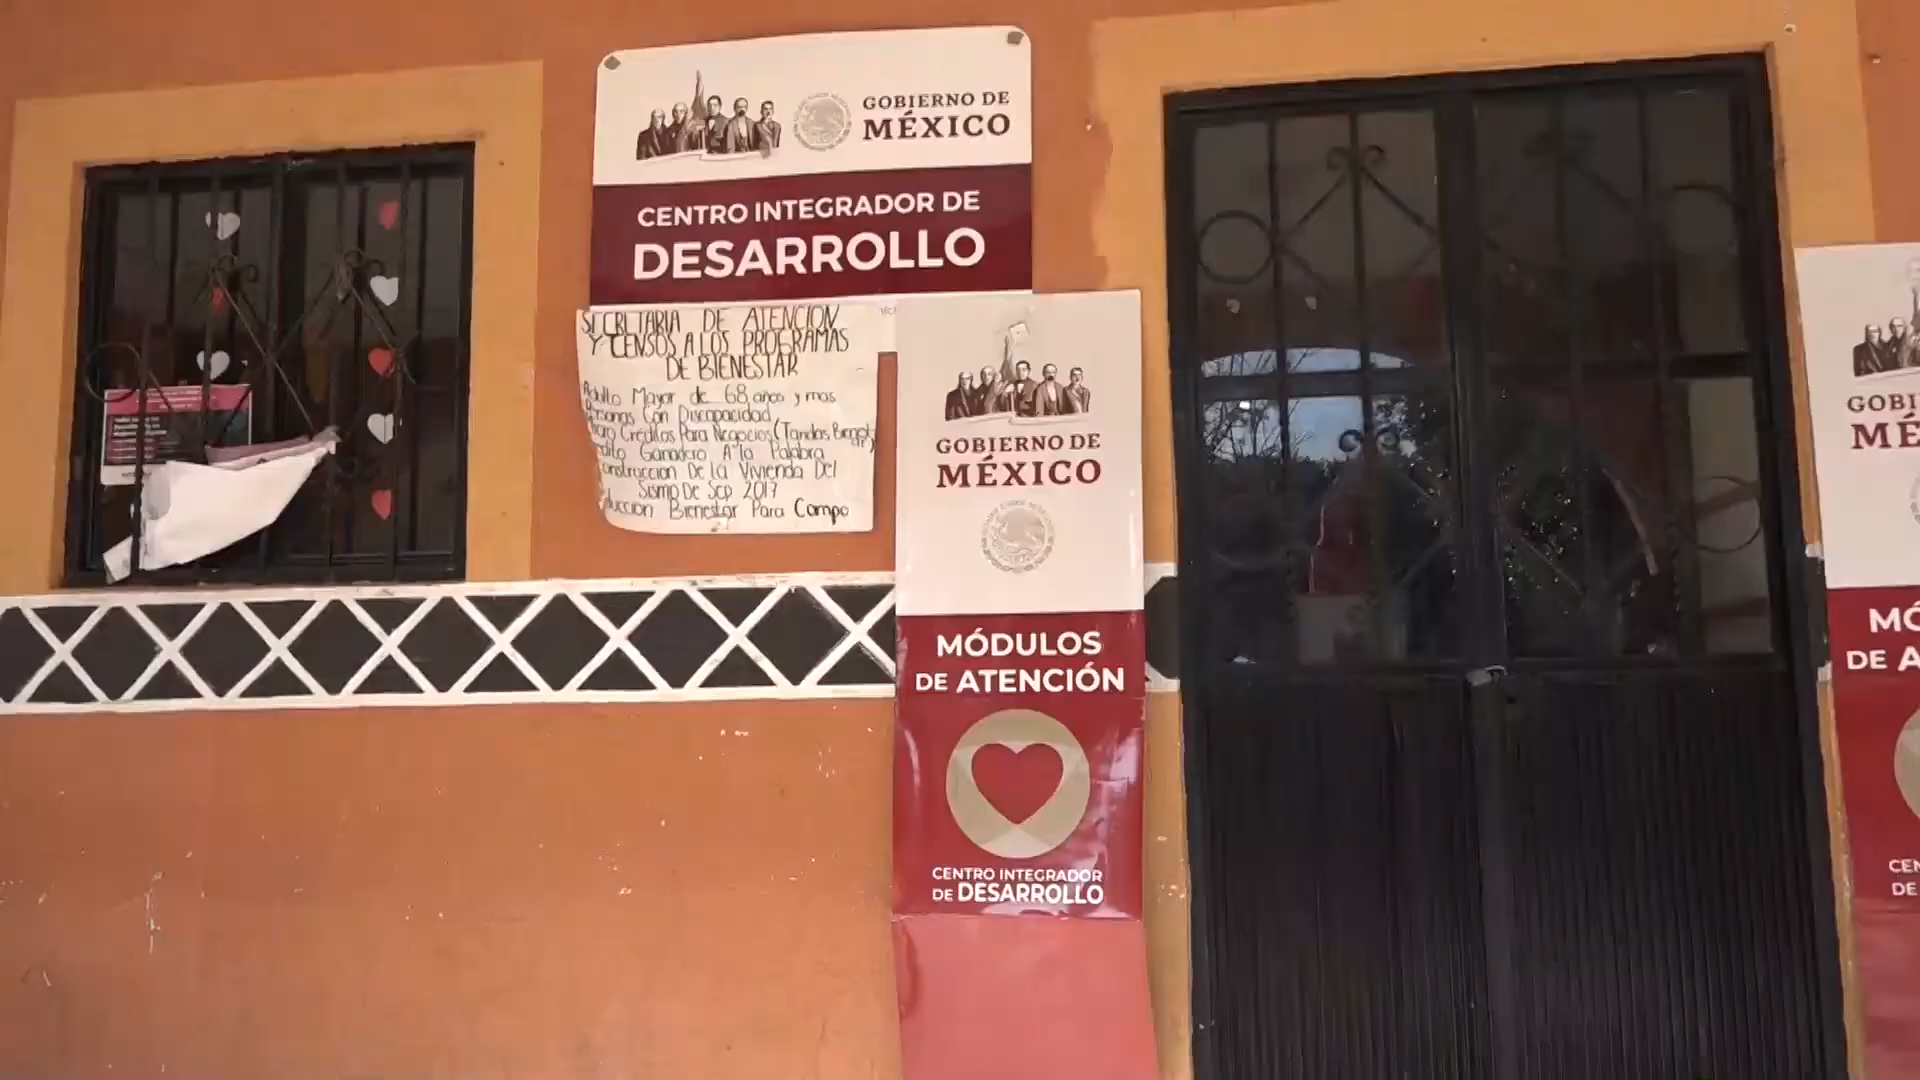 GOBIERNO DE
MÉXICO
CENTRO INTEGRADOR DE
DESARROLLO
SECRETARIA DE ATENCION
Y CENSOS A LOS PROGRAMAS
DE BIENESTAR
Adulto Mayor de 68 años y mas
Personas Con Discapacidad
Creditos Para Negocios (Tandas
Ganadero A la Palabra
onstruccion De la Vivienda Del
Sismo De Sep 2017
duccion Bienestar Para Campo
GOBIERNO DE
MÉXICO
MÓDULOS
DE ATENCIÓN
CENTRO INTEGRADOR
DE DESARROLLO
GOBI
MÉ
MÓ
DE A
CEN
DE